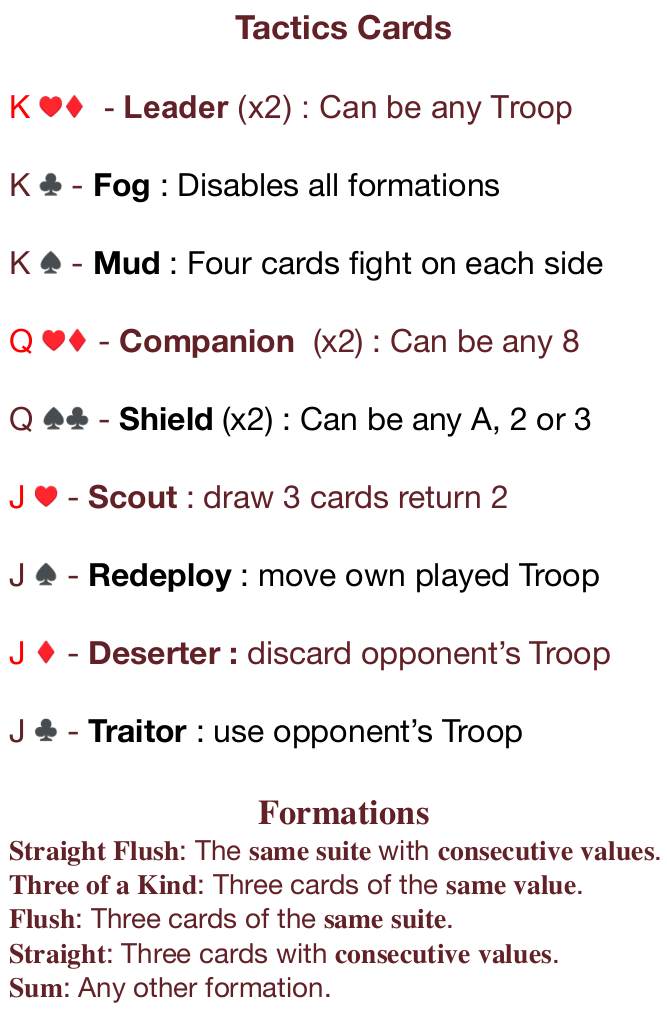 Tactics Cards
K ♥♦ - Leader (x2) : Can be any Troop
K ♣ - Fog : Disables all formations
K ♠ - Mud : Four cards fight on each side
Q ♥♦ - Companion (x2) : Can be any 8
Q ♠♣ - Shield (x2) : Can be any A, 2 or 3
J ♥ - Scout : draw 3 cards return 2
J ♠ - Redeploy : move own played Troop
J ♦ - Deserter : discard opponent’s Troop
J ♣ - Traitor : use opponent’s Troop
Formations
Straight Flush: The same suite with consecutive values.
Three of a Kind: Three cards of the same value.
Flush: Three cards of the same suite.
Straight: Three cards with consecutive values.
Sum: Any other formation.